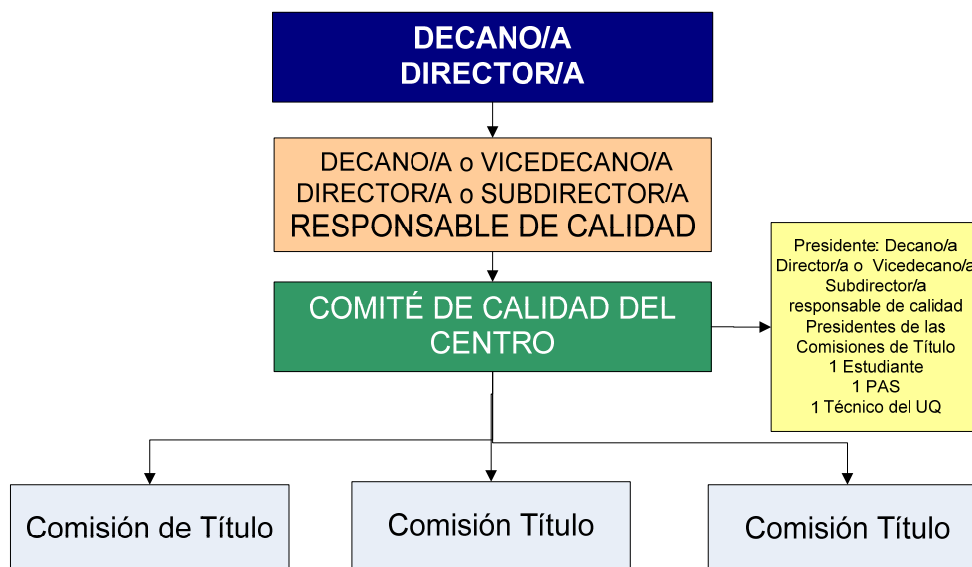 DECANO/A
DIRECTOR/A
DECANO/A o VICEDECANO/A
DIRECTOR/A o SUBDIRECTOR/A
RESPONSABLE DE CALIDAD
COMITÉ DE CALIDAD DEL
CENTRO
Presidente: Decano/a
Director/a o Vicedecano/a
Subdirector/a
responsable de calidad
Presidentes de las
Comisiones de Título
1 Estudiante
1 PAS
1 Técnico del UQ
Comisión de Título
Comisión Título
Comisión Título